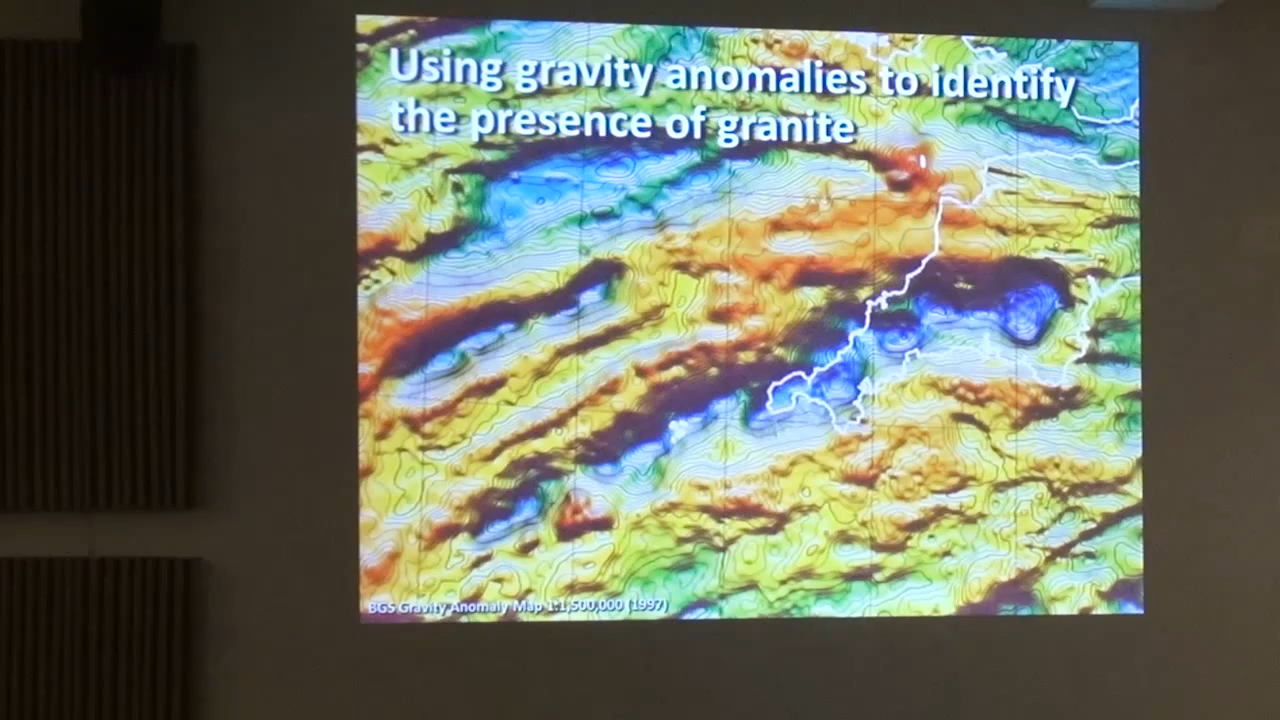 Using gravity anomalies to identify
the presence of granite
BGS Gravity Anomaly Map 1:1,500,000 (1997)